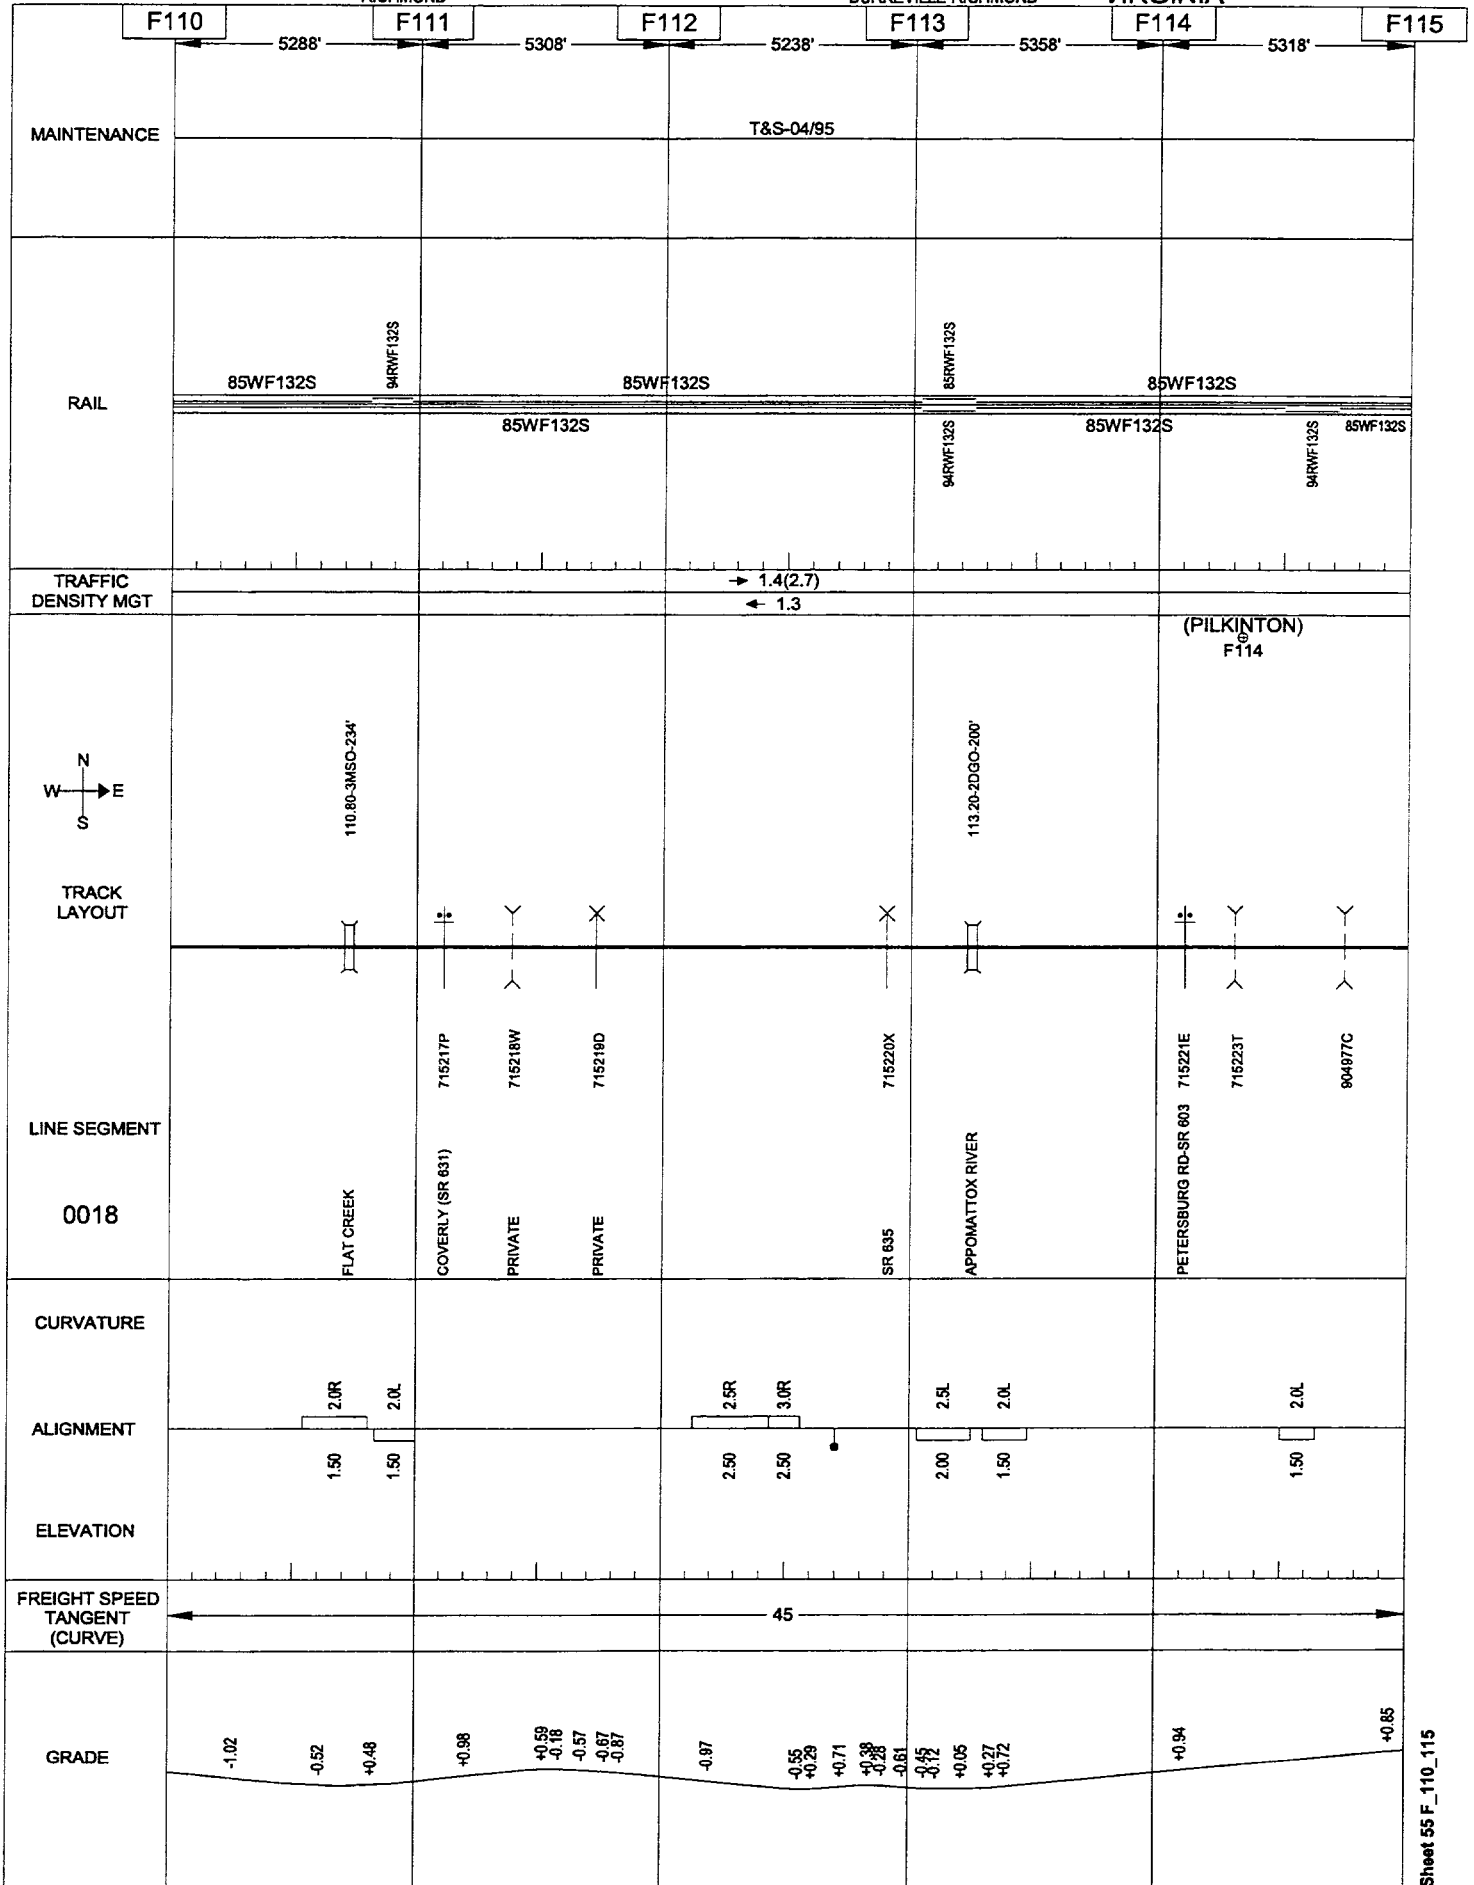 VIRGINIA
F110
F111
F112
F113
F114
F115
5288'
5308'
5238'
5358'
5318'
MAINTENANCE
T&S-04/95
RAIL
85WF132S
94RWF132S
85WF132S
85RWF132S
85WF132S
85WF132S
94RWF132S
85WF132S
94RWF132S
85WF132S
TRAFFIC
DENSITY MGT
→ 1.4(2.7)
← 1.3
(PILKINTON)
F114
N
W E
S
110.80-3MSO-234'
113.20-2DGO-200'
TRACK
LAYOUT
715217P
715218W
715219D
715220X
715221E
715223T
904977C
LINE SEGMENT
0018
FLAT CREEK
COVERLY (SR 631)
PRIVATE
PRIVATE
SR 635
APPOMATTOX RIVER
PETERSBURG RD-SR 603
CURVATURE
2.0R
2.0L
2.5R
3.0R
2.5L
2.0L
2.0L
ALIGNMENT
1.50
1.50
2.50
2.50
2.00
1.50
1.50
ELEVATION
FREIGHT SPEED
TANGENT
(CURVE)
45
GRADE
-1.02
-0.52
+0.48
+0.98
+0.59
-0.18
-0.57
-0.67
-0.87
-0.97
-0.55
+0.29
+0.71
+0.38
-0.28
-0.61
-0.45
-0.12
+0.05
+0.27
+0.72
+0.94
+0.85
Sheet 55 F_110_115